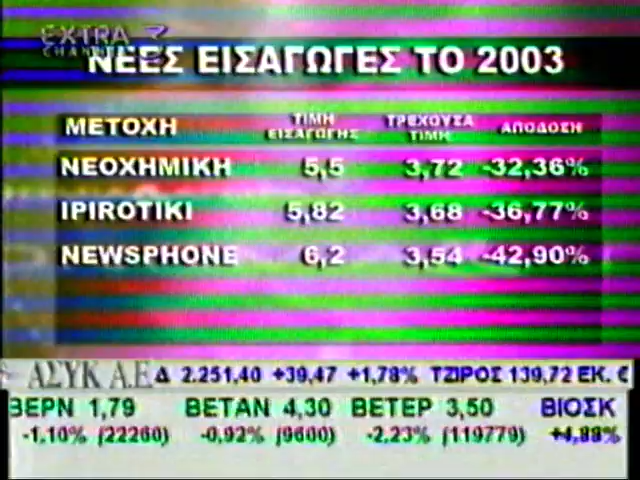 EXTRA 3
CHANNEL
ΝΕΕΣ ΕΙΣΑΓΩΓΕΣ ΤΟ 2003
ΜΕΤΟΧΗ ΤΙΜΗ ΕΙΣΑΓΩΓΗΣ ΤΡΕΧΟΥΣΑ ΤΙΜΗ ΑΠΟΔΟΣΗ
ΝΕΟΧΗΜΙΚΗ 5,5 3,72 -32,36%
IPIROTIKI 5,82 3,68 -36,77%
NEWSPHONE 6,2 3,54 -42,90%
ΑΣΥΚ Α.Ε Δ 2.251,40 +39,47 +1,78% ΤΖΙΡΟΣ 139,72 ΕΚ. €
ΒΕΡΝ 1,79 ΒΕΤΑΝ 4,30 ΒΕΤΕΡ 3,50 ΒΙΟΣΚ
-1,10% (22260) -0,92% (9600) -2,23% (119779) +4,88%